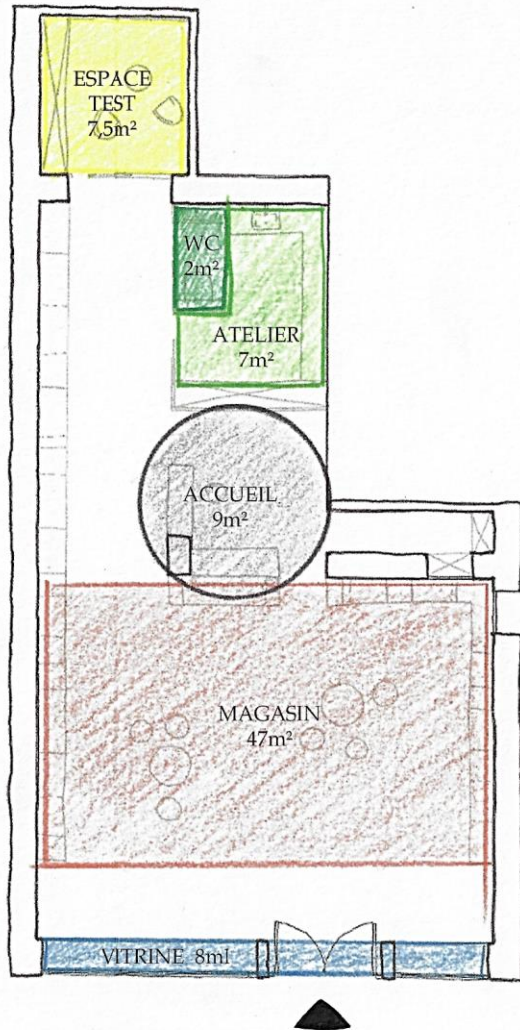 ESPACE
TEST
7,5m²
WC
2m²
ATELIER
7m²
ACCUEIL
9m²
MAGASIN
47m²
VITRINE 8ml